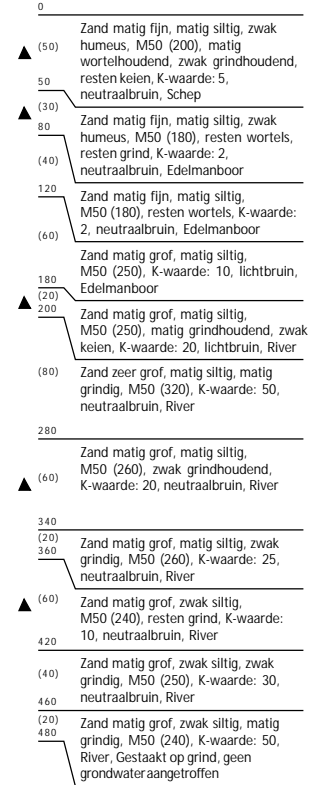 0
Zand matig fijn, matig siltig, zwak
humeus, M50 (200), matig
(50)
wortelhoudend, zwak grindhoudend,
resten keien, K-waarde: 5,
50
neutraalbruin, Schep
(30)
Zand matig fijn, matig siltig, zwak
80
humeus, M50 (180), resten wortels,
resten grind, K-waarde: 2,
(40)
neutraalbruin, Edelmanboor
120
Zand matig fijn, matig siltig,
M50 (180), resten wortels, K-waarde:
2, neutraalbruin, Edelmanboor
(60)
Zand matig grof, matig siltig,
M50 (250), K-waarde: 10, lichtbruin,
180
Edelmanboor
(20)
200
Zand matig grof, matig siltig,
M50 (250), matig grindhoudend, zwak
keien, K-waarde: 20, lichtbruin, River
(80)
Zand zeer grof, matig siltig, matig
grindig, M50 (320), K-waarde: 50,
neutraalbruin, River
280
Zand matig grof, matig siltig,
M50 (260), zwak grindhoudend,
(60)
K-waarde: 20, neutraalbruin, River
340
(20)
Zand matig grof, matig siltig, zwak
360
grindig, M50 (260), K-waarde: 25,
neutraalbruin, River
(60)
Zand matig grof, zwak siltig,
M50 (240), resten grind, K-waarde:
10, neutraalbruin, River
420
Zand matig grof, zwak siltig, zwak
(40)
grindig, M50 (250), K-waarde: 30,
neutraalbruin, River
460
(20)
Zand matig grof, zwak siltig, matig
480
grindig, M50 (240), K-waarde: 50,
River, Gestaakt op grind, geen
grondwateraangetroffen